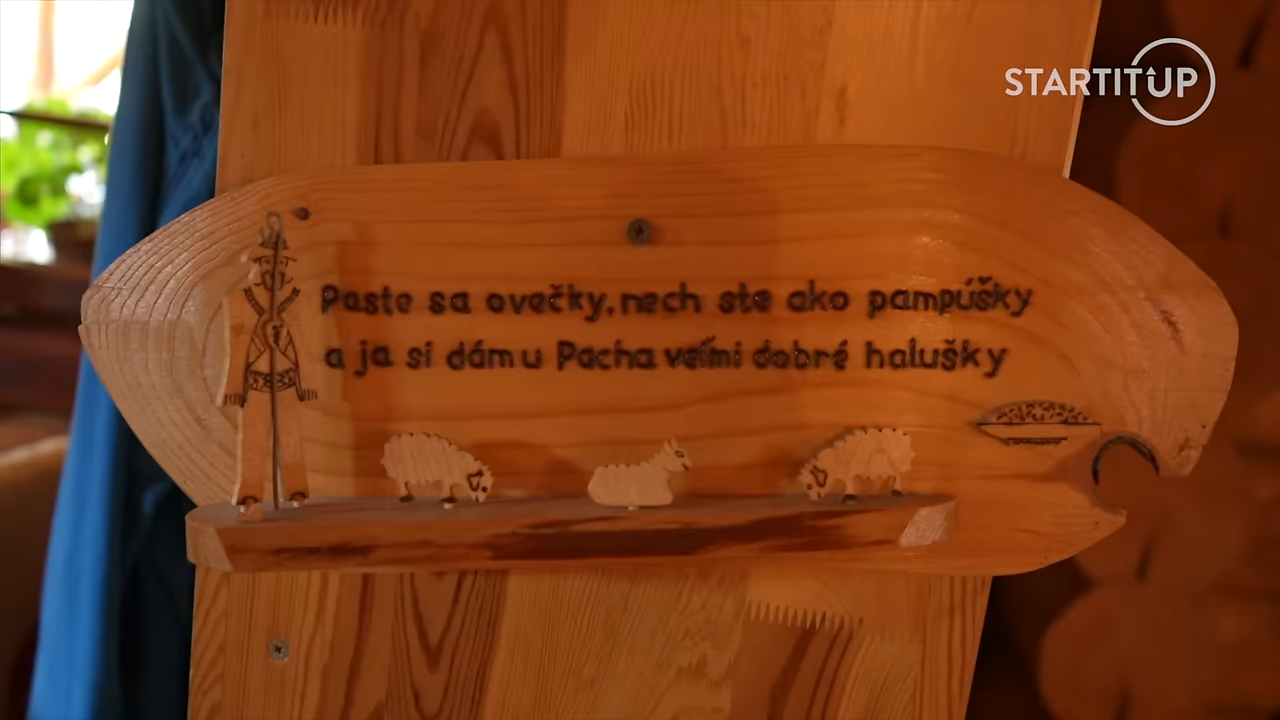 STARTITUP
Paste sa ovečky, nech ste ako pampúšky
a ja si dám u Pacha veľmi dobré halušky